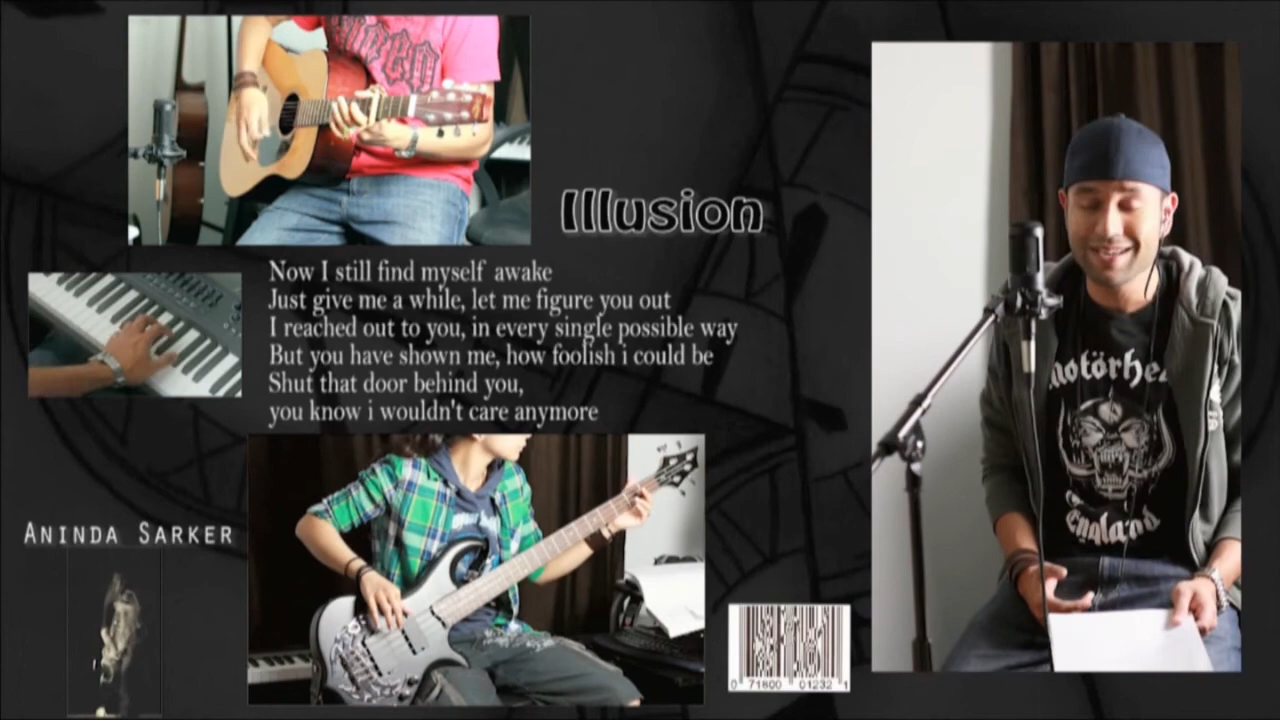 Illusion
Now I still find myself awake
Just give me a while, let me figure you out
I reached out to you, in every single possible way
But you have shown me, how foolish i could be
Shut that door behind you,
you know i wouldn't care anymore
ANINDA SARKER
motörhe
england
0 71800 01232 1